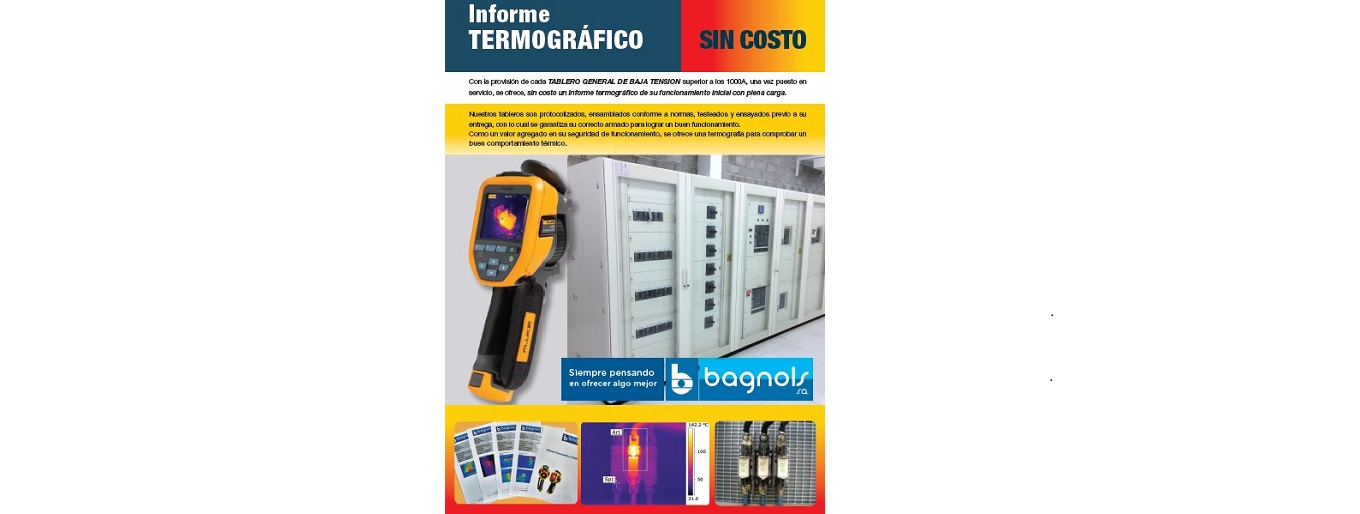 Informe
TERMOGRÁFICO
SIN COSTO
Con la provisión de cada TABLERO GENERAL DE BAJA TENSION superior a los 1000A, una vez puesto en
servicio, se ofrece, sin costo un informe termográfico de su funcionamiento inicial con plena carga.
Nuestros tableros son protocolizados, ensamblados conforme a normas, testeados y ensayados previo a su
entrega, con lo cual se garantiza su correcto armado para lograr un buen funcionamiento.
Como un valor agregado en su seguridad de funcionamiento, se ofrece una termografía para comprobar un
buen comportamiento térmico.
FLUKE
Siempre pensando
en ofrecer algo mejor
b
bagnols
s.a.
142.2 °C
Ar1
100
Sp1
50
21.0